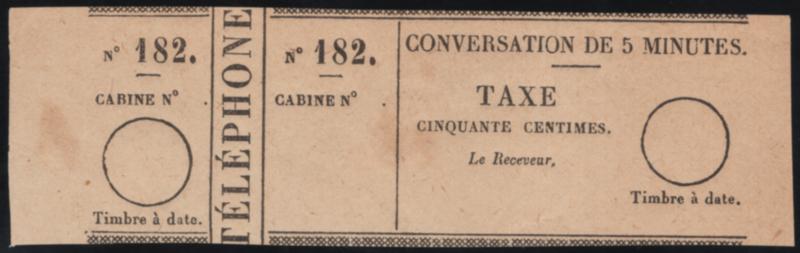 N° 182.
CABINE N°
Timbre à date.
TÉLÉPHONE
N° 182.
CABINE N° .
CONVERSATION DE 5 MINUTES.
TAXE
CINQUANTE CENTIMES.
Le Receveur,
Timbre à date.